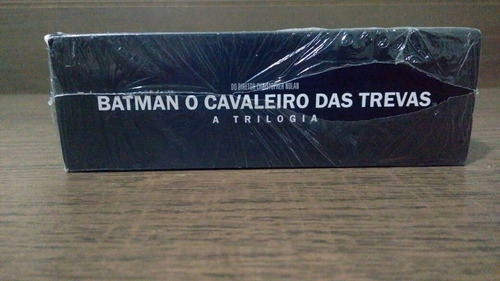 DO DIRETOR CHRISTOPHER NOLAN
BATMAN O CAVALEIRO DAS TREVAS
A TRILOGIA